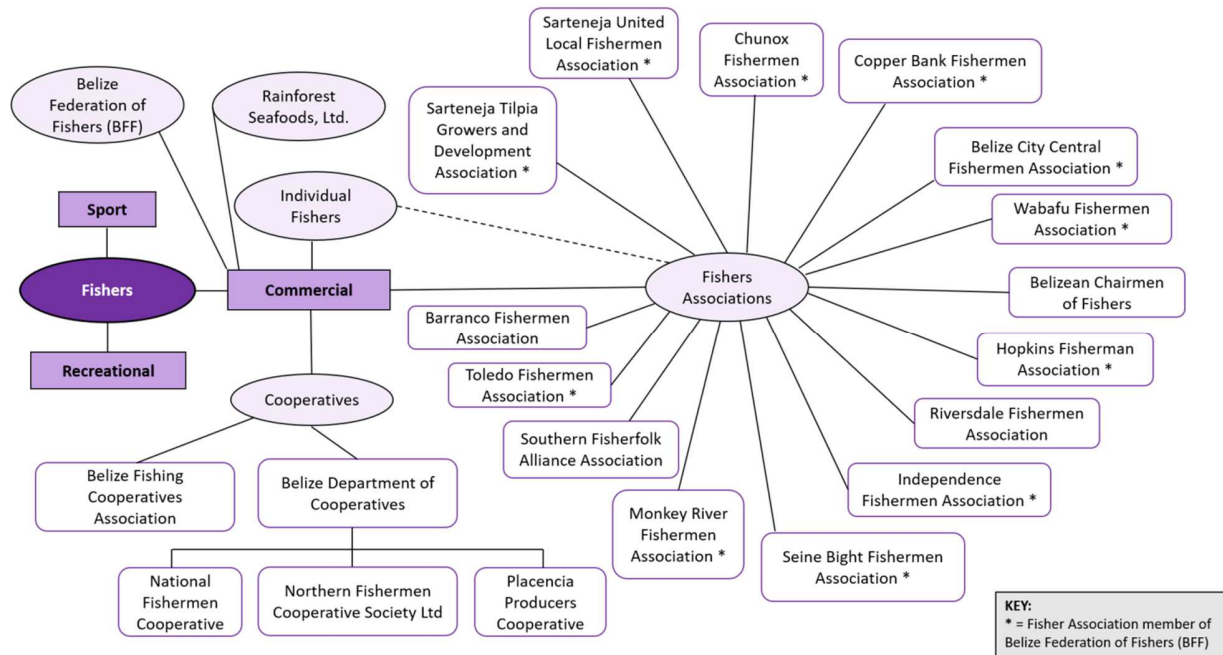 Sarteneja United
Local Fishermen
Association *
Chunox
Fishermen
Association *
Copper Bank Fishermen
Association *
Belize
Federation of
Fishers (BFF)
Rainforest
Seafoods, Ltd.
Sarteneja Tilpia
Growers and
Development
Association *
Belize City Central
Fishermen Association *
Individual
Fishers
Wabafu Fishermen
Association *
Sport
Fishers
Commercial
Fishers
Associations
Belizean Chairmen
of Fishers
Barranco Fishermen
Association
Hopkins Fisherman
Association *
Recreational
Toledo Fishermen
Association *
Cooperatives
Riversdale Fishermen
Association
Southern Fisherfolk
Alliance Association
Belize Fishing
Cooperatives
Association
Belize Department of
Cooperatives
Independence
Fishermen Association *
Monkey River
Fishermen
Association *
Seine Bight Fishermen
Association *
National
Fishermen
Cooperative
Northern Fishermen
Cooperative Society Ltd
Placencia
Producers
Cooperative
KEY:
* = Fisher Association member of
Belize Federation of Fishers (BFF)